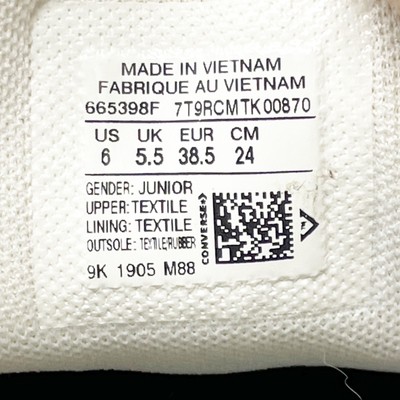 MADE IN VIETNAM
FABRIQUE AU VIETNAM
665398F 7T9RCMTK00870
US UK EUR CM
6 5.5 38.5 24
GENDER: JUNIOR
UPPER: TEXTILE
LINING: TEXTILE
OUTSOLE: TEXTILE/RUBBER
CONVERSE
9K 1905 M88